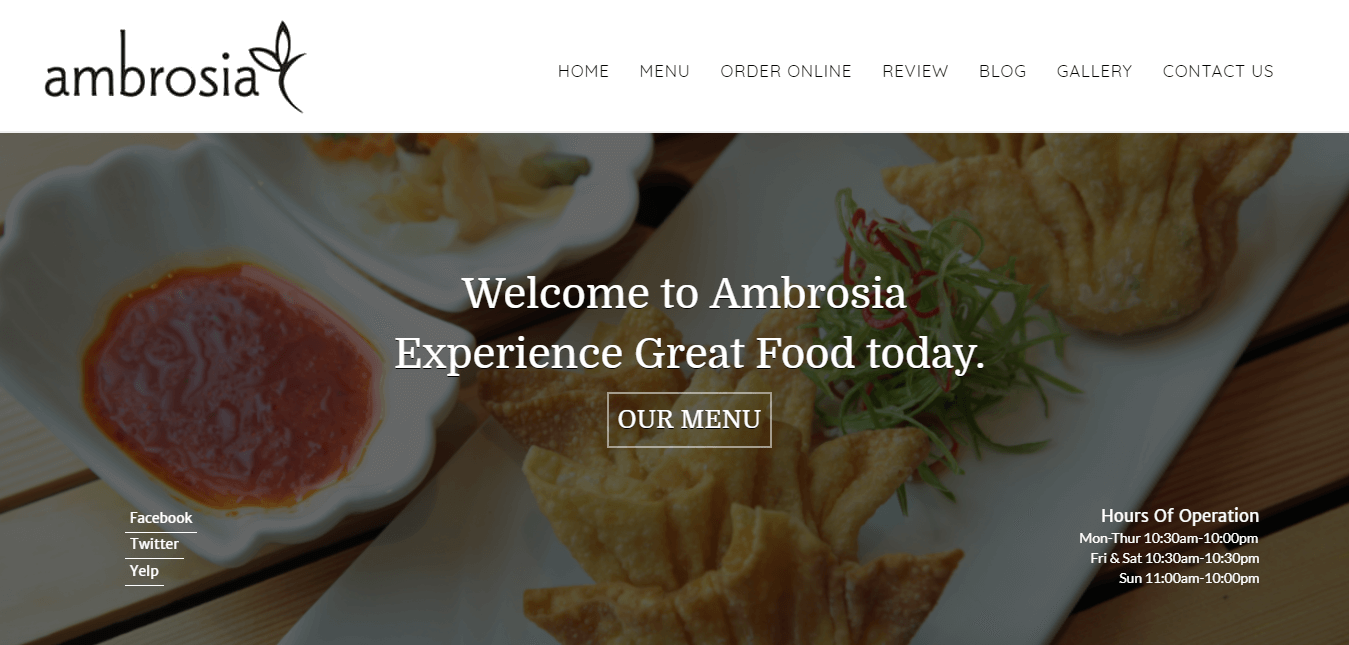 ambrosia
HOME MENU ORDER ONLINE REVIEW BLOG GALLERY CONTACT US
Welcome to Ambrosia
Experience Great Food today.
OUR MENU
Facebook
Twitter
Yelp
Hours Of Operation
Mon-Thur 10:30am-10:00pm
Fri & Sat 10:30am-10:30pm
Sun 11:00am-10:00pm